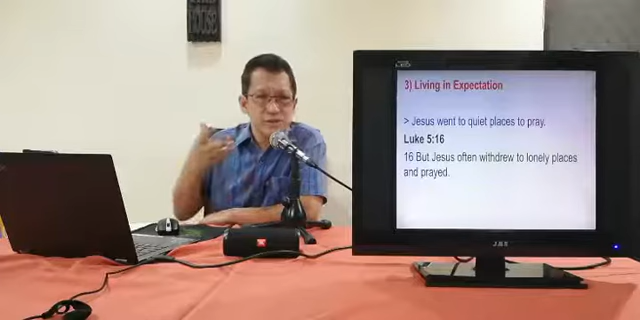 house
3) Living in Expectation
> Jesus went to quiet places to pray.
Luke 5:16
16 But Jesus often withdrew to lonely places
and prayed.